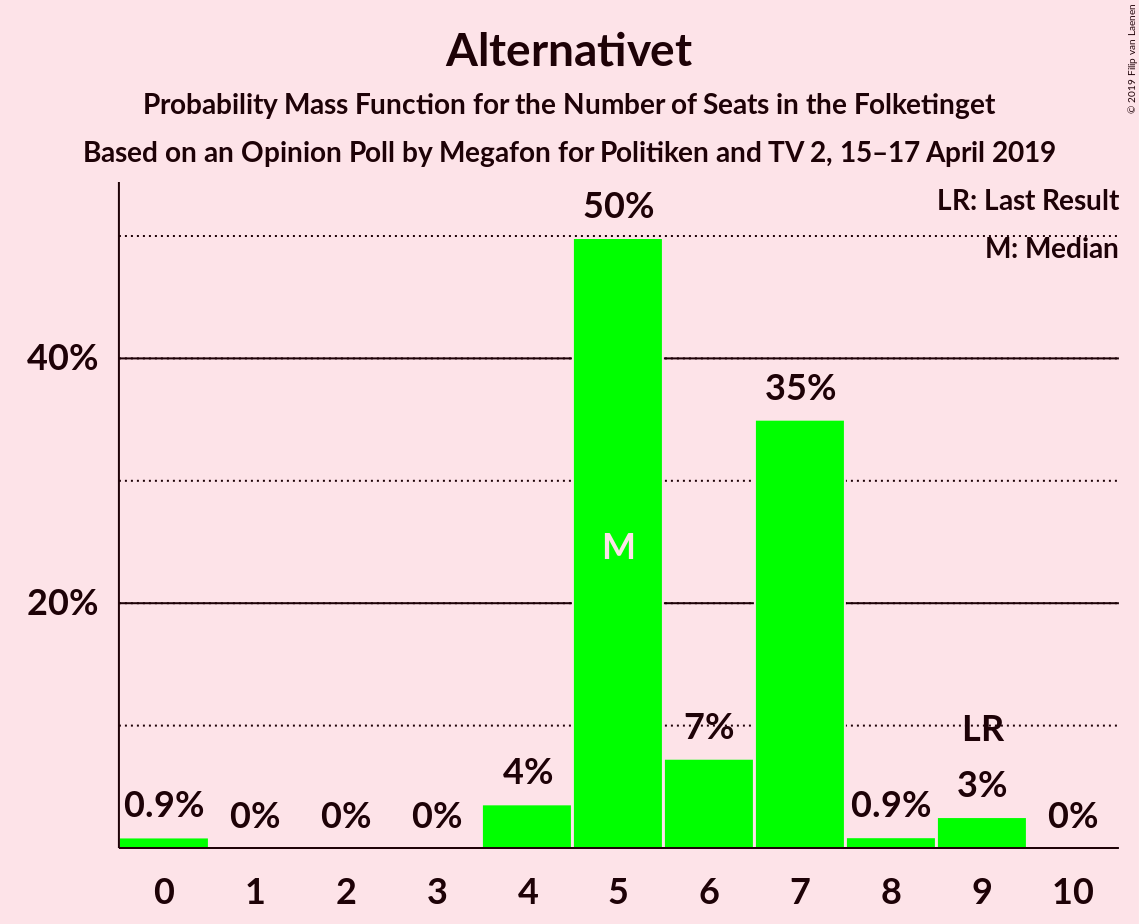 Alternativet
Probability Mass Function for the Number of Seats in the Folketinget
Based on an Opinion Poll by Megafon for Politiken and TV 2, 15–17 April 2019
© 2019 Filip van Laenen
LR: Last Result
M: Median
50%
40%
35%
M
20%
7%
LR
4%
3%
0.9%
0%
0%
0%
0.9%
0%
0 1 2 3 4 5 6 7 8 9 10